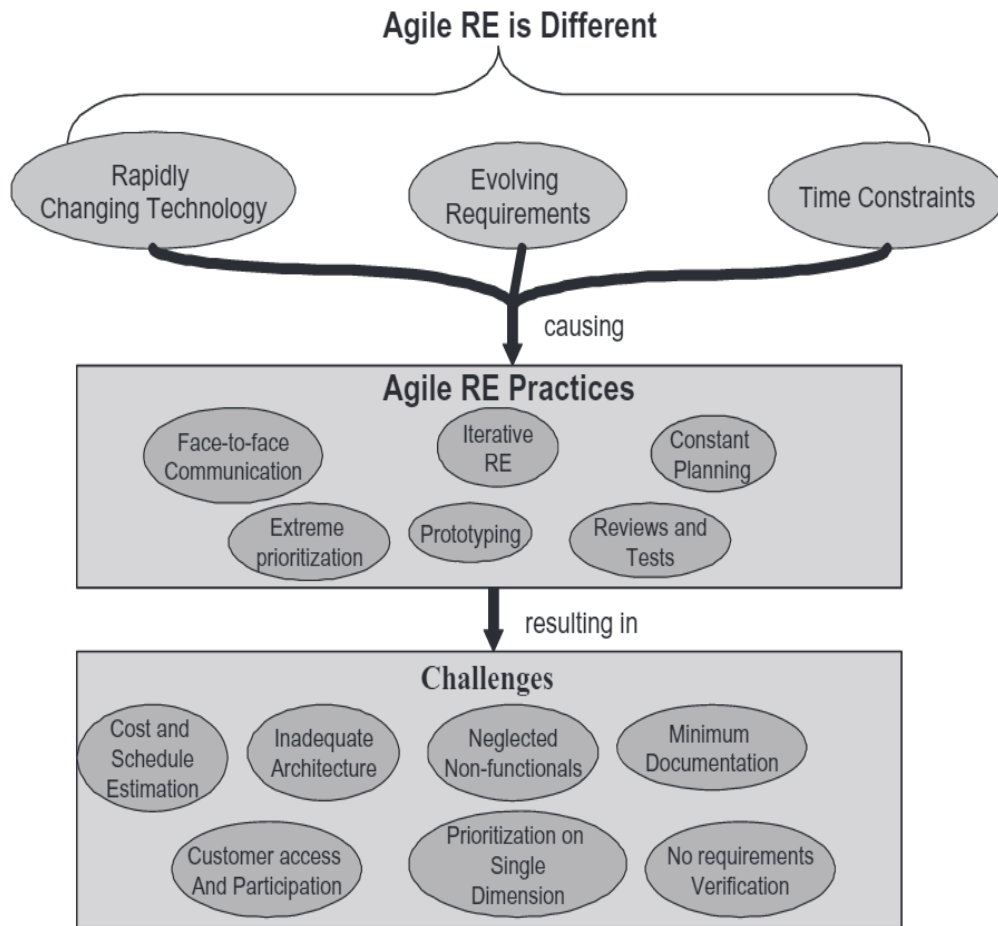 Agile RE is Different
Rapidly
Changing Technology
Evolving
Requirements
Time Constraints
causing
Agile RE Practices
Face-to-face
Communication
Iterative
RE
Constant
Planning
Extreme
prioritization
Prototyping
Reviews and
Tests
resulting in
Challenges
Cost and
Schedule
Estimation
Inadequate
Architecture
Neglected
Non-functionals
Minimum
Documentation
Customer access
And Participation
Prioritization on
Single
Dimension
No requirements
Verification